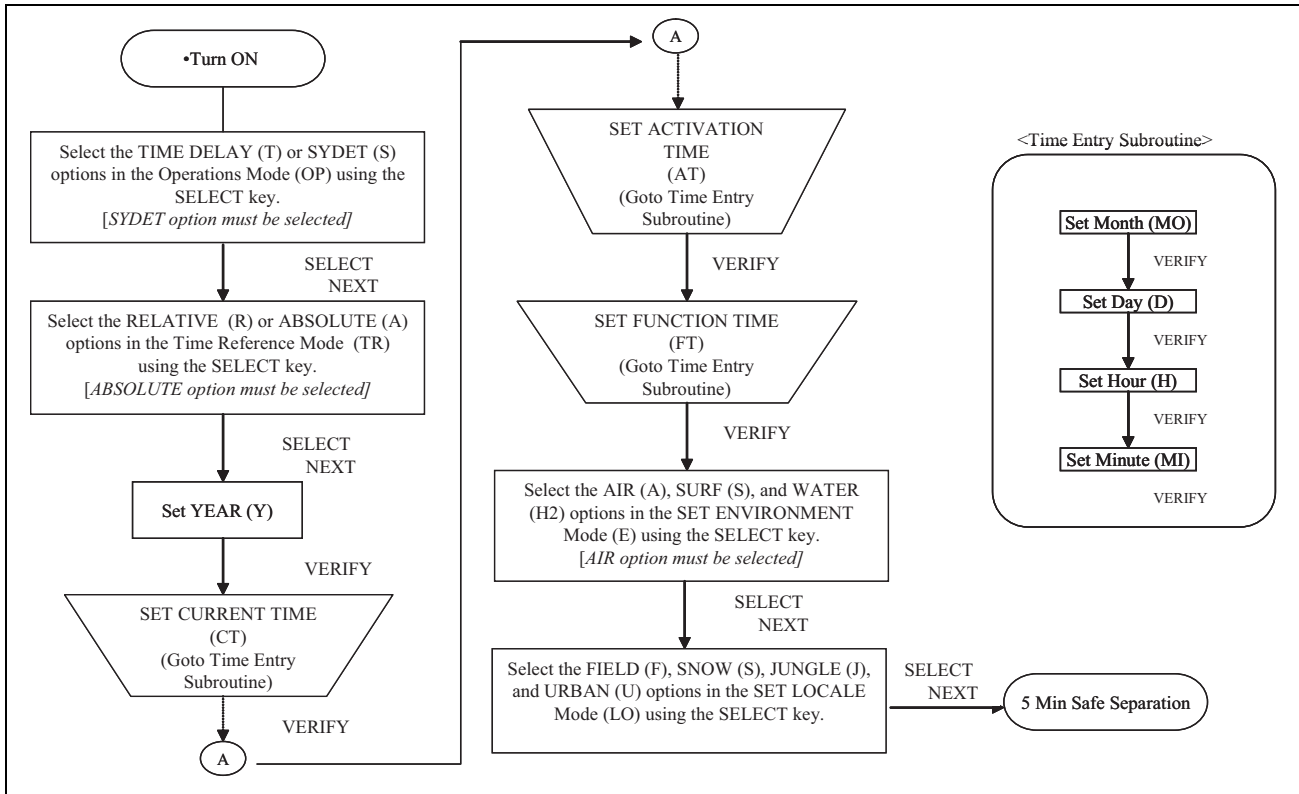 •Turn ON
Select the TIME DELAY (T) or SYDET (S)
options in the Operations Mode (OP) using the
SELECT key.
[SYDET option must be selected]
SELECT
NEXT
Select the RELATIVE (R) or ABSOLUTE (A)
options in the Time Reference Mode (TR)
using the SELECT key.
[ABSOLUTE option must be selected]
SELECT
NEXT
Set YEAR (Y)
VERIFY
SET CURRENT TIME
(CT)
(Goto Time Entry
Subroutine)
VERIFY
A
A
SET ACTIVATION
TIME
(AT)
(Goto Time Entry
Subroutine)
VERIFY
SET FUNCTION TIME
(FT)
(Goto Time Entry
Subroutine)
VERIFY
Select the AIR (A), SURF (S), and WATER
(H2) options in the SET ENVIRONMENT
Mode (E) using the SELECT key.
[AIR option must be selected]
SELECT
NEXT
Select the FIELD (F), SNOW (S), JUNGLE (J),
and URBAN (U) options in the SET LOCALE
Mode (LO) using the SELECT key.
SELECT
NEXT
5 Min Safe Separation
<Time Entry Subroutine>
Set Month (MO)
VERIFY
Set Day (D)
VERIFY
Set Hour (H)
VERIFY
Set Minute (MI)
VERIFY